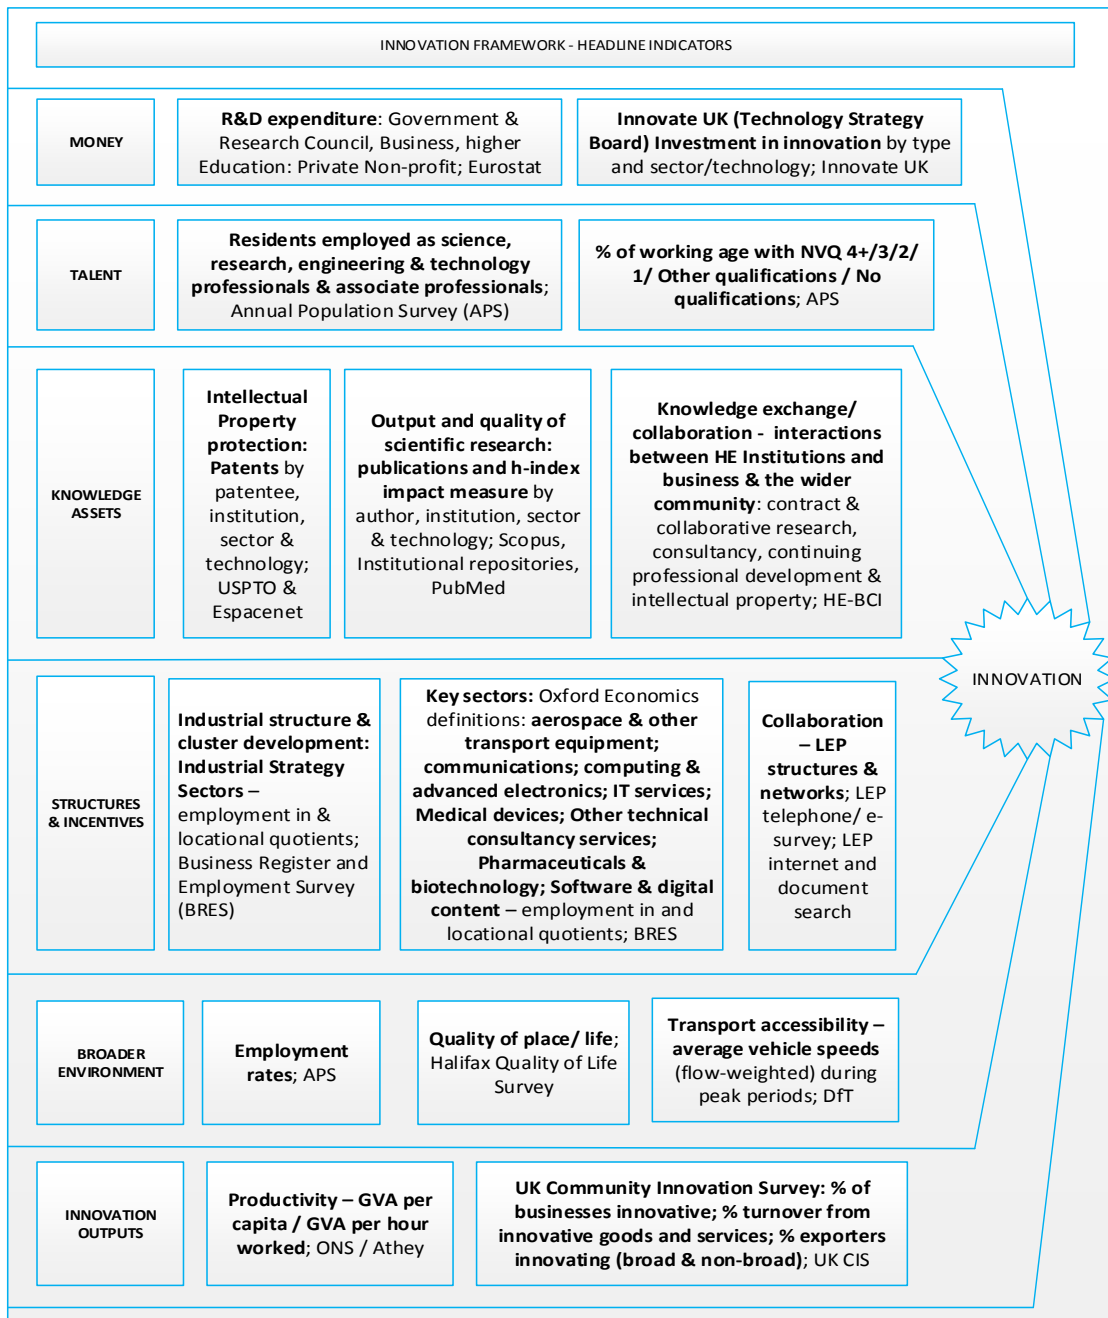 INNOVATION FRAMEWORK - HEADLINE INDICATORS
MONEY
R&D expenditure: Government &
Research Council, Business, higher
Education: Private Non-profit; Eurostat
Innovate UK (Technology Strategy
Board) Investment in innovation by type
and sector/technology; Innovate UK
TALENT
Residents employed as science,
research, engineering & technology
professionals & associate professionals;
Annual Population Survey (APS)
% of working age with NVQ 4+/3/2/
1/ Other qualifications / No
qualifications; APS
KNOWLEDGE
ASSETS
Intellectual
Property
protection:
Patents by
patentee,
institution,
sector &
technology;
USPTO &
Espacenet
Output and quality of
scientific research:
publications and h-index
impact measure by
author, institution, sector
& technology; Scopus,
Institutional repositories,
PubMed
Knowledge exchange/
collaboration - interactions
between HE Institutions and
business & the wider
community: contract &
collaborative research,
consultancy, continuing
professional development &
intellectual property; HE-BCI
INNOVATION
STRUCTURES
& INCENTIVES
Industrial structure &
cluster development:
Industrial Strategy
Sectors –
employment in &
locational quotients;
Business Register and
Employment Survey
(BRES)
Key sectors: Oxford Economics
definitions: aerospace & other
transport equipment;
communications; computing &
advanced electronics; IT services;
Medical devices; Other technical
consultancy services;
Pharmaceuticals &
biotechnology; Software & digital
content – employment in and
locational quotients; BRES
Collaboration
– LEP
structures &
networks; LEP
telephone/ e-
survey; LEP
internet and
document
search
BROADER
ENVIRONMENT
Employment
rates; APS
Quality of place/ life;
Halifax Quality of Life
Survey
Transport accessibility –
average vehicle speeds
(flow-weighted) during
peak periods; DfT
INNOVATION
OUTPUTS
Productivity – GVA per
capita / GVA per hour
worked; ONS / Athey
UK Community Innovation Survey: % of
businesses innovative; % turnover from
innovative goods and services; % exporters
innovating (broad & non-broad); UK CIS